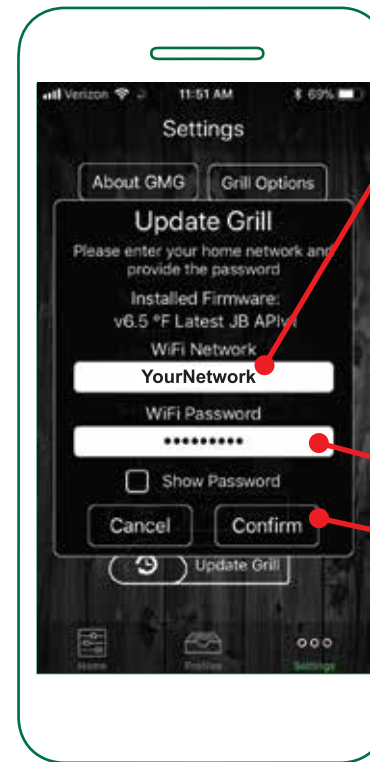 Verizon 11:51 AM 69%
Settings
About GMG Grill Options
Update Grill
Please enter your home network and
provide the password
Installed Firmware:
v6.5 °F Latest JB APIv1
WiFi Network
YourNetwork
WiFi Password
•••••••••
Show Password
Cancel Confirm
Update Grill
Home Profiles Settings